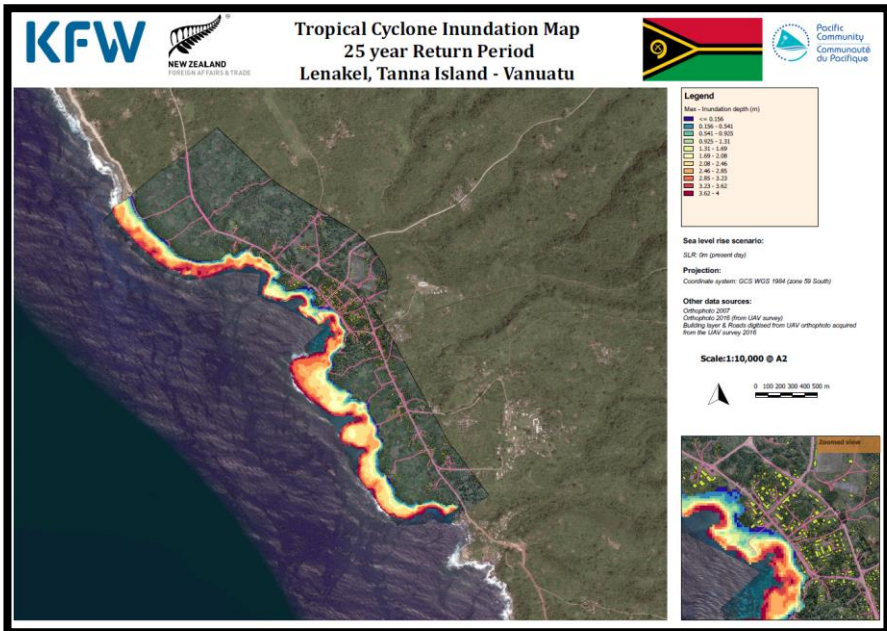 KFW
NEW ZEALAND
FOREIGN AFFAIRS & TRADE
Tropical Cyclone Inundation Map
25 year Return Period
Lenakel, Tanna Island - Vanuatu
Pacific
Community
Communauté
du Pacifique
Legend
Max - Inundation depth (m)
<= 0.156
0.156 - 0.541
0.541 - 0.925
0.925 - 1.31
1.31 - 1.69
1.69 - 2.08
2.08 - 2.46
2.46 - 2.85
2.85 - 3.23
3.23 - 3.62
3.62 - 4
Sea level rise scenario:
SLR: 0m (present day)
Projection:
Coordinate system: GCS WGS 1984 (zone 59 South)
Other data sources:
Orthophoto 2007
Orthophoto 2016 (from UAV survey)
Building layer & Roads digitised from UAV orthophoto acquired
from the UAV survey 2016
Scale:1:10,000 @ A2
0 100 200 300 400 500 m
Zoomed view